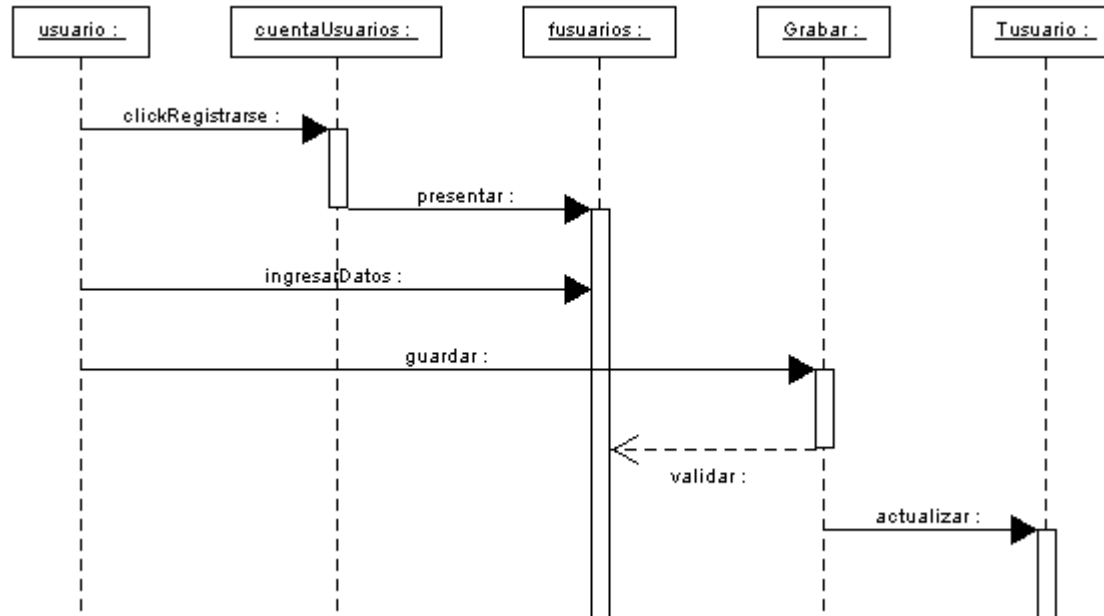 usuario :
cuentaUsuarios :
fusuarios :
Grabar :
Tusuario :
clickRegistrarse :
presentar :
ingresarDatos :
guardar :
validar :
actualizar :